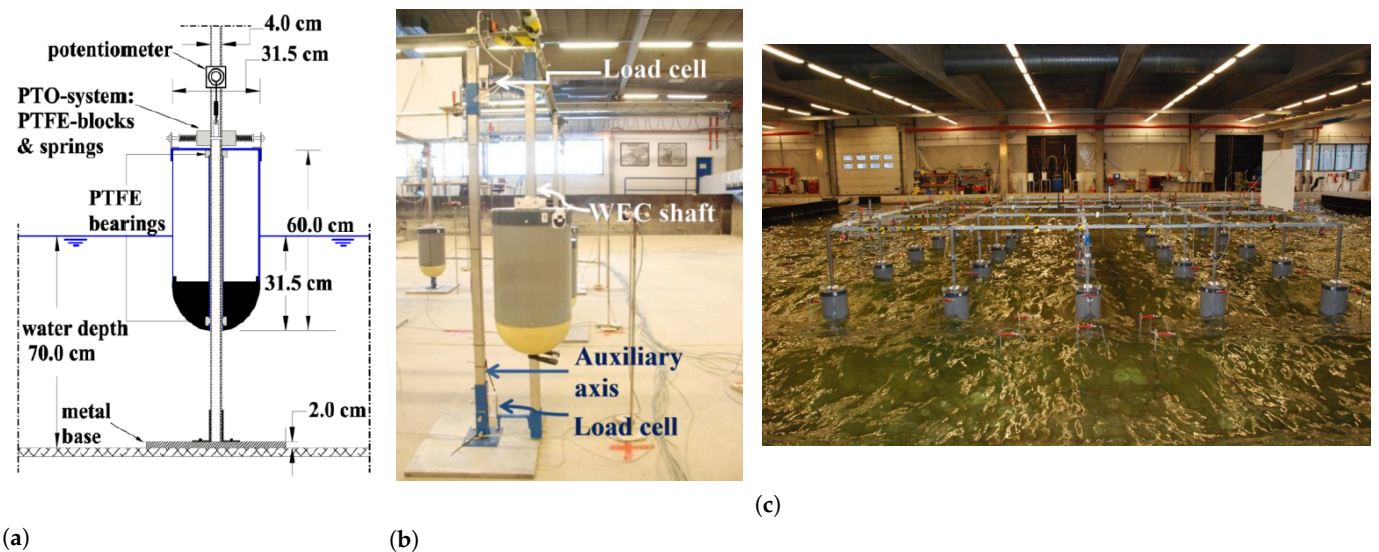 4.0 cm
potentiometer
31.5 cm
PTO-system:
PTFE-blocks
& springs
PTFE
bearings
60.0 cm
31.5 cm
water depth
70.0 cm
metal
base
2.0 cm
(a)
Load cell
WEC shaft
Auxiliary
axis
Load cell
(b)
(c)